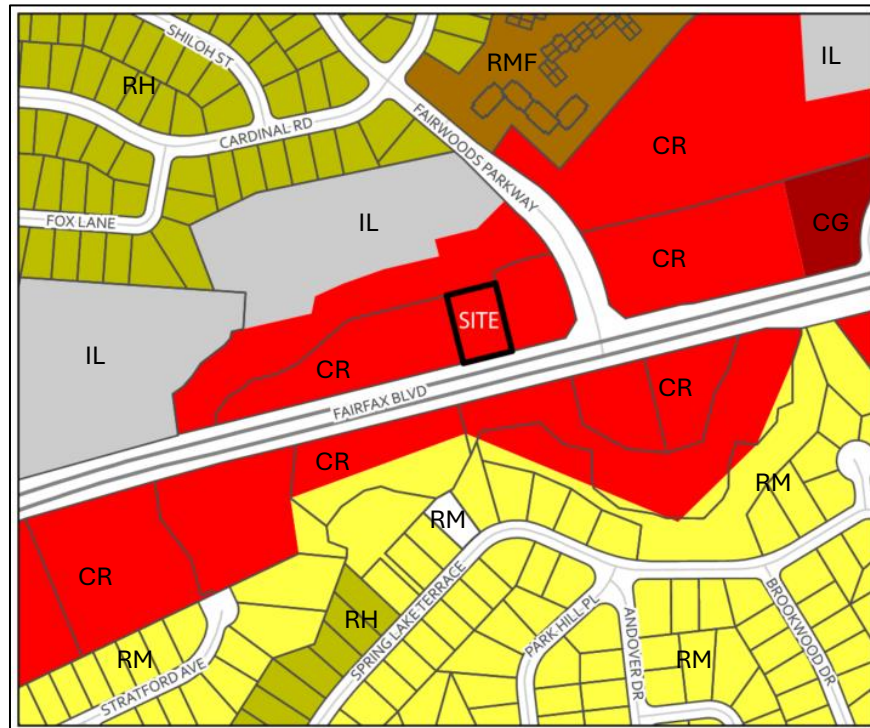 SHILOH ST
RH
CARDINAL RD
FOX LANE
RMF
IL
FAIRWOODS PARKWAY
CR
IL
CR
CG
SITE
IL
CR
FAIRFAX BLVD
CR
CR
RM
RM
CR
RH
SPRING LAKE TERRACE
PARK HILL PL
ANDOVER DR
BROOKWOOD DR
RM
STRATFORD AVE
RM